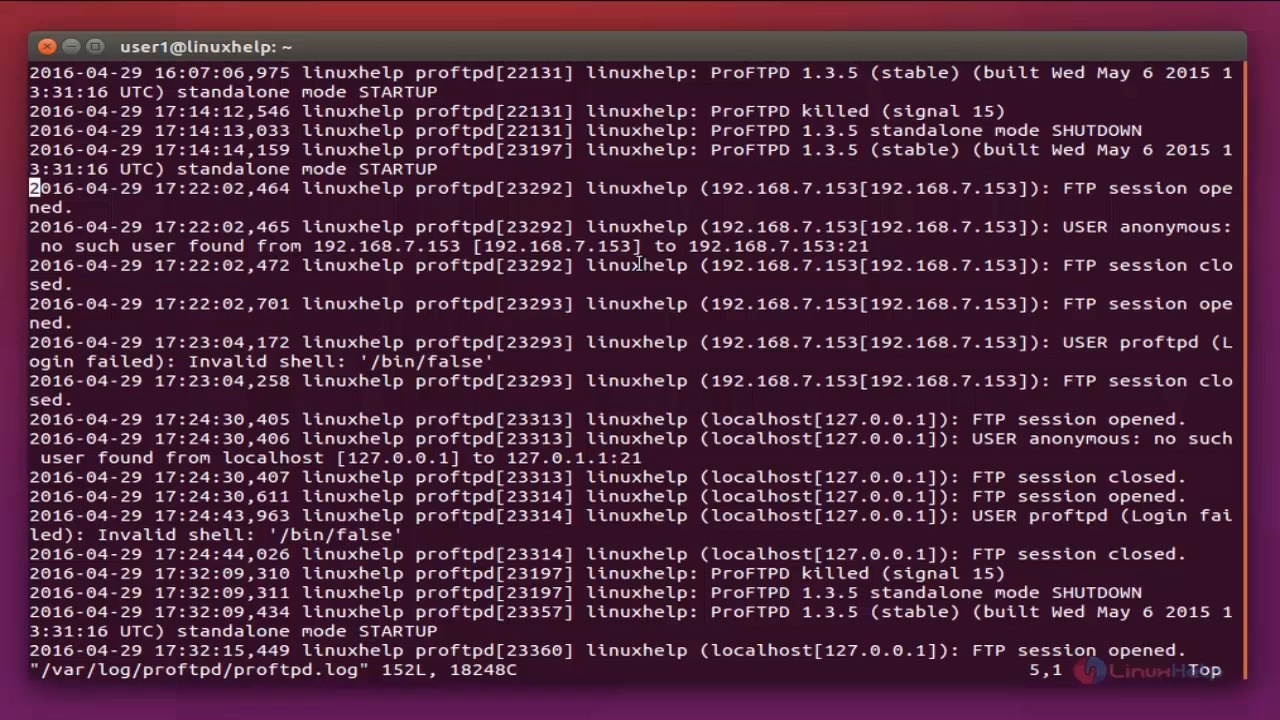 user1@linuxhelp: ~
2016-04-29 16:07:06,975 linuxhelp proftpd[22131] linuxhelp: ProFTPD 1.3.5 (stable) (built Wed May 6 2015 1
3:31:16 UTC) standalone mode STARTUP
2016-04-29 17:14:12,546 linuxhelp proftpd[22131] linuxhelp: ProFTPD killed (signal 15)
2016-04-29 17:14:13,033 linuxhelp proftpd[22131] linuxhelp: ProFTPD 1.3.5 standalone mode SHUTDOWN
2016-04-29 17:14:14,159 linuxhelp proftpd[23197] linuxhelp: ProFTPD 1.3.5 (stable) (built Wed May 6 2015 1
3:31:16 UTC) standalone mode STARTUP
2016-04-29 17:22:02,464 linuxhelp proftpd[23292] linuxhelp (192.168.7.153[192.168.7.153]): FTP session ope
ned.
2016-04-29 17:22:02,465 linuxhelp proftpd[23292] linuxhelp (192.168.7.153[192.168.7.153]): USER anonymous:
 no such user found from 192.168.7.153 [192.168.7.153] to 192.168.7.153:21
2016-04-29 17:22:02,472 linuxhelp proftpd[23292] linuxhelp (192.168.7.153[192.168.7.153]): FTP session clo
sed.
2016-04-29 17:22:02,701 linuxhelp proftpd[23293] linuxhelp (192.168.7.153[192.168.7.153]): FTP session ope
ned.
2016-04-29 17:23:04,172 linuxhelp proftpd[23293] linuxhelp (192.168.7.153[192.168.7.153]): USER proftpd (L
ogin failed): Invalid shell: '/bin/false'
2016-04-29 17:23:04,258 linuxhelp proftpd[23293] linuxhelp (192.168.7.153[192.168.7.153]): FTP session clo
sed.
2016-04-29 17:24:30,405 linuxhelp proftpd[23313] linuxhelp (localhost[127.0.0.1]): FTP session opened.
2016-04-29 17:24:30,406 linuxhelp proftpd[23313] linuxhelp (localhost[127.0.0.1]): USER anonymous: no such
 user found from localhost [127.0.0.1] to 127.0.1.1:21
2016-04-29 17:24:30,407 linuxhelp proftpd[23313] linuxhelp (localhost[127.0.0.1]): FTP session closed.
2016-04-29 17:24:30,611 linuxhelp proftpd[23314] linuxhelp (localhost[127.0.0.1]): FTP session opened.
2016-04-29 17:24:43,963 linuxhelp proftpd[23314] linuxhelp (localhost[127.0.0.1]): USER proftpd (Login fai
led): Invalid shell: '/bin/false'
2016-04-29 17:24:44,026 linuxhelp proftpd[23314] linuxhelp (localhost[127.0.0.1]): FTP session closed.
2016-04-29 17:32:09,310 linuxhelp proftpd[23197] linuxhelp: ProFTPD killed (signal 15)
2016-04-29 17:32:09,311 linuxhelp proftpd[23197] linuxhelp: ProFTPD 1.3.5 standalone mode SHUTDOWN
2016-04-29 17:32:09,434 linuxhelp proftpd[23357] linuxhelp: ProFTPD 1.3.5 (stable) (built Wed May 6 2015 1
3:31:16 UTC) standalone mode STARTUP
2016-04-29 17:32:15,449 linuxhelp proftpd[23360] linuxhelp (localhost[127.0.0.1]): FTP session opened.
"/var/log/proftpd/proftpd.log" 152L, 18248C 5,1 Top
LinuxHelp